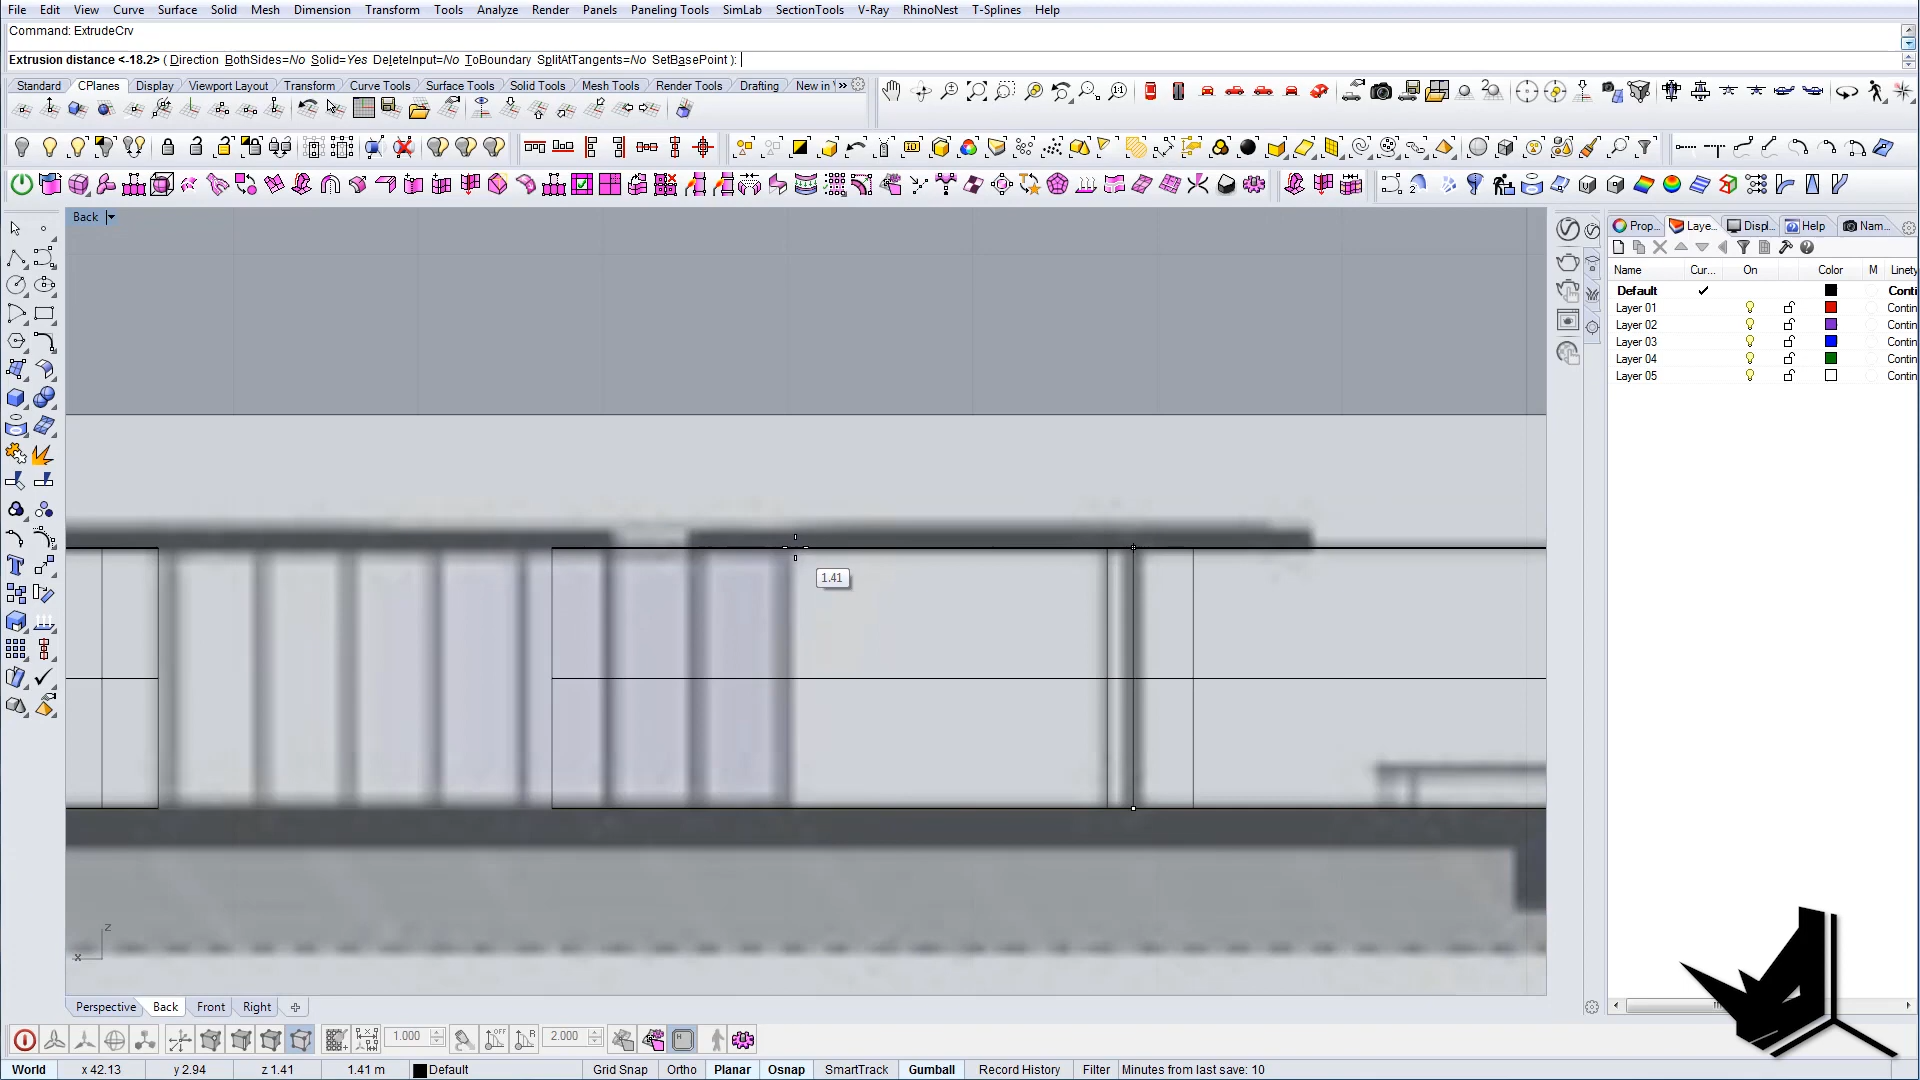 File Edit View Curve Surface Solid Mesh Dimension Transform Tools Analyze Render Panels Paneling Tools SimLab SectionTools V-Ray RhinoNest T-Splines Help
Command: ExtrudeCrv
Extrusion distance <-18.2> ( Direction BothSides=No Solid=Yes DeleteInput=No ToBoundary SplitAtTangents=No SetBasePoint ):
Standard CPlanes Display Viewport Layout Transform Curve Tools Surface Tools Solid Tools Mesh Tools Render Tools Drafting New in V »
Back
Prop... Laye... Displ... Help Nam...
Name Cur... On Color M Linety
Default Conti
Layer 01 Contin
Layer 02 Contin
Layer 03 Contin
Layer 04 Contin
Layer 05 Contin
1.41
z
x
Perspective Back Front Right
1.000 2.000
World x 42.13 y 2.94 z 1.41 1.41 m Default Grid Snap Ortho Planar Osnap SmartTrack Gumball Record History Filter Minutes from last save: 10